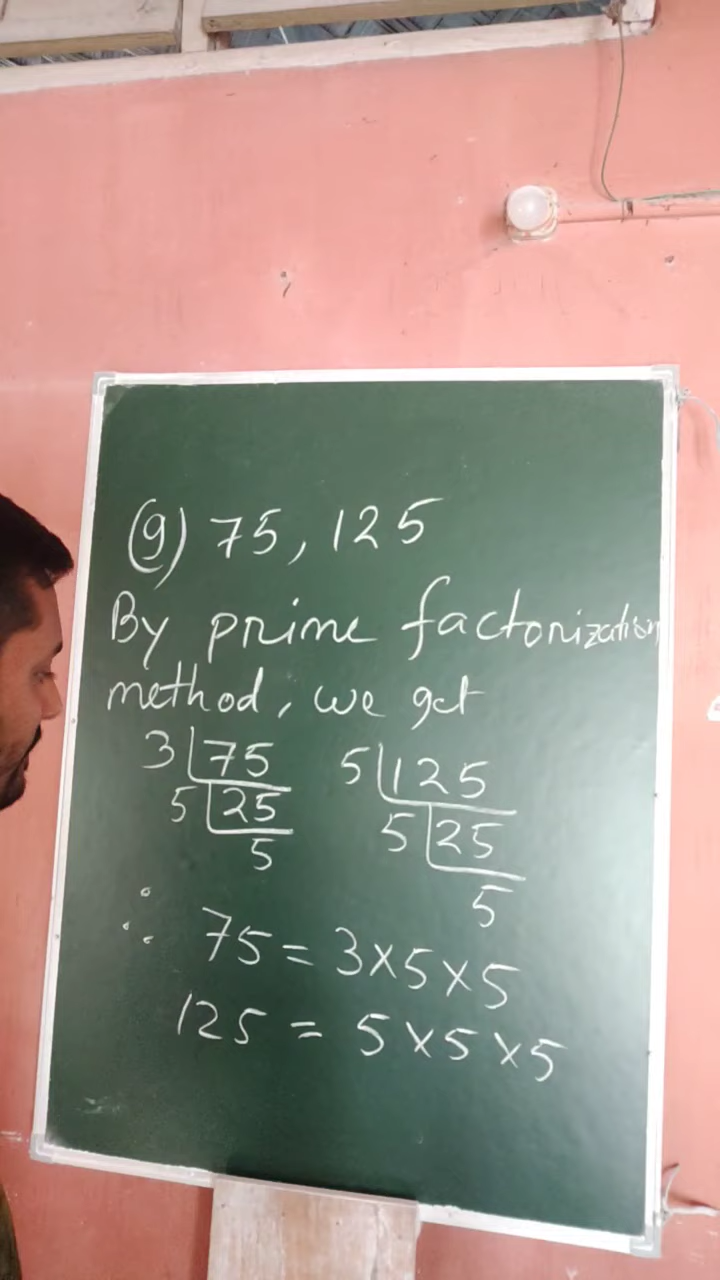 (g) 75, 125
By prime factorization
method, we get
3 75 5 125
5 25 5 25
5 5
∴ 75 = 3×5×5
125 = 5×5×5